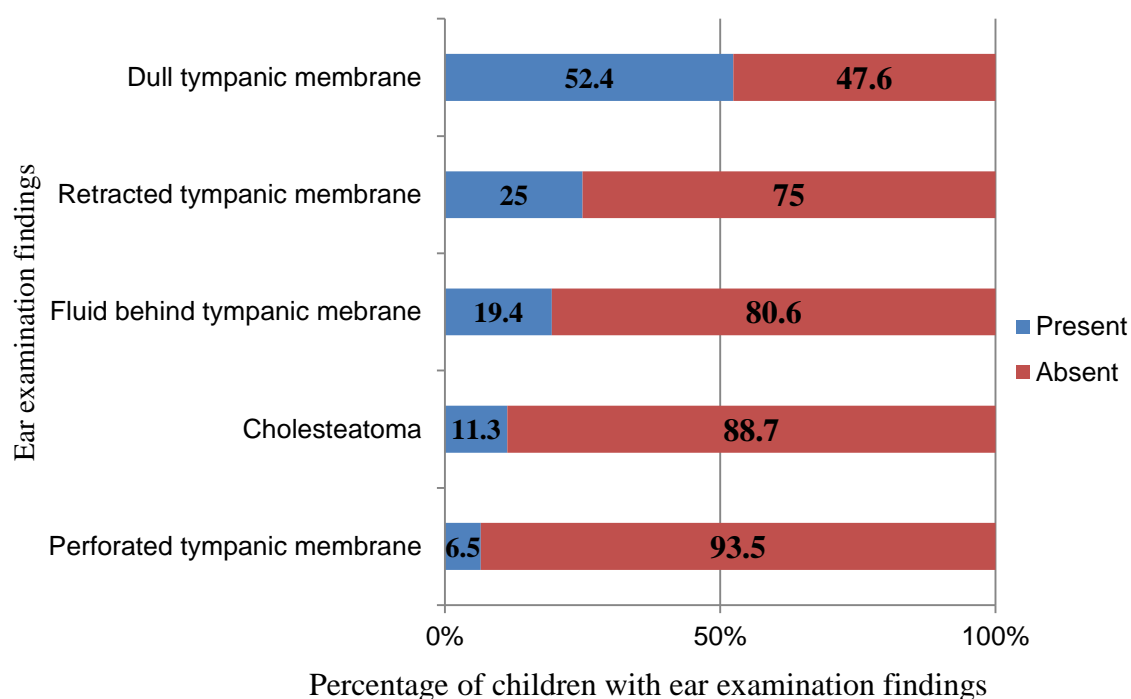 Ear examination findings
Dull tympanic membrane
52.4
47.6
Retracted tympanic membrane
25
75
Fluid behind tympanic mebrane
19.4
80.6
Cholesteatoma
11.3
88.7
Perforated tympanic membrane
6.5
93.5
Present
Absent
0%
50%
100%
Percentage of children with ear examination findings